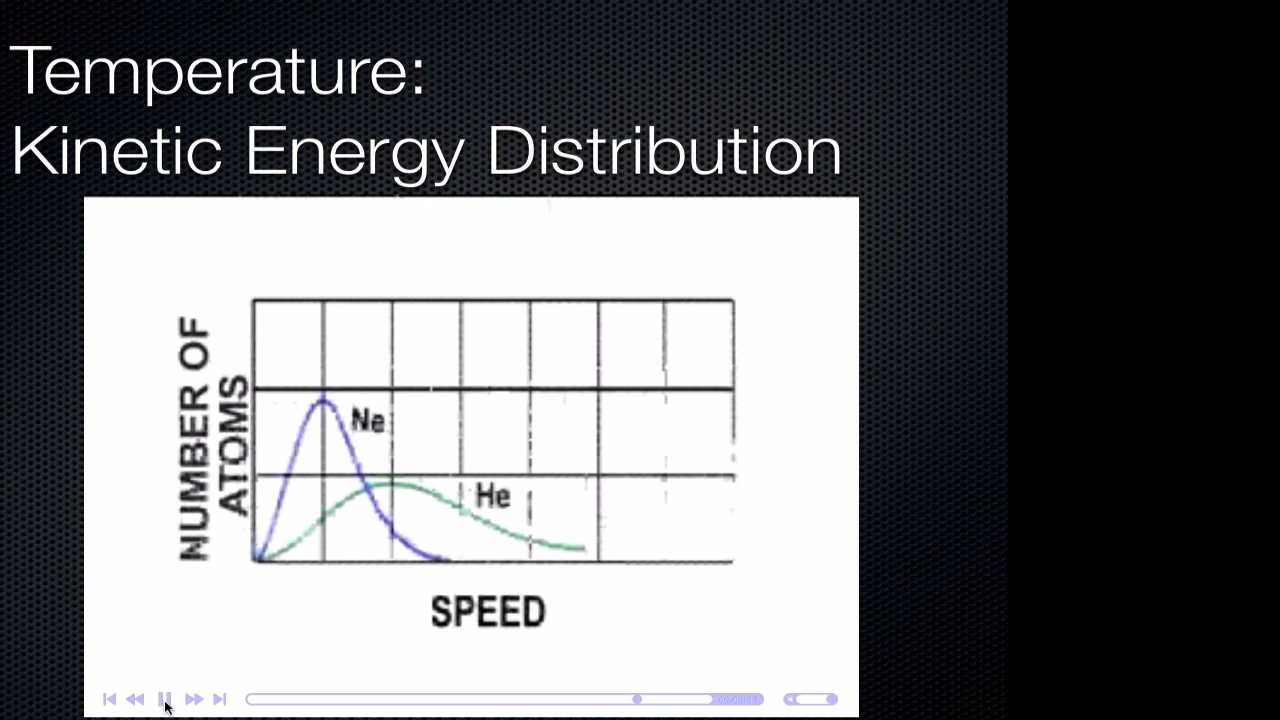 Temperature:
Kinetic Energy Distribution
NUMBER OF
ATOMS
Ne
He
SPEED